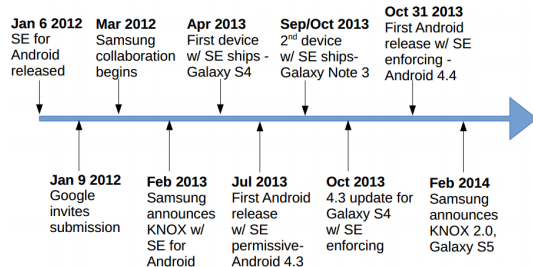 Jan 6 2012
SE for
Android
released
Mar 2012
Samsung
collaboration
begins
Apr 2013
First device
w/ SE ships -
Galaxy S4
Sep/Oct 2013
2nd device
w/ SE ships-
Galaxy Note 3
Oct 31 2013
First Android
release w/ SE
enforcing -
Android 4.4
Jan 9 2012
Google
invites
submission
Feb 2013
Samsung
announces
KNOX w/
SE for
Android
Jul 2013
First Android
release
w/ SE
permissive-
Android 4.3
Oct 2013
4.3 update for
Galaxy S4
w/ SE
enforcing
Feb 2014
Samsung
announces
KNOX 2.0,
Galaxy S5